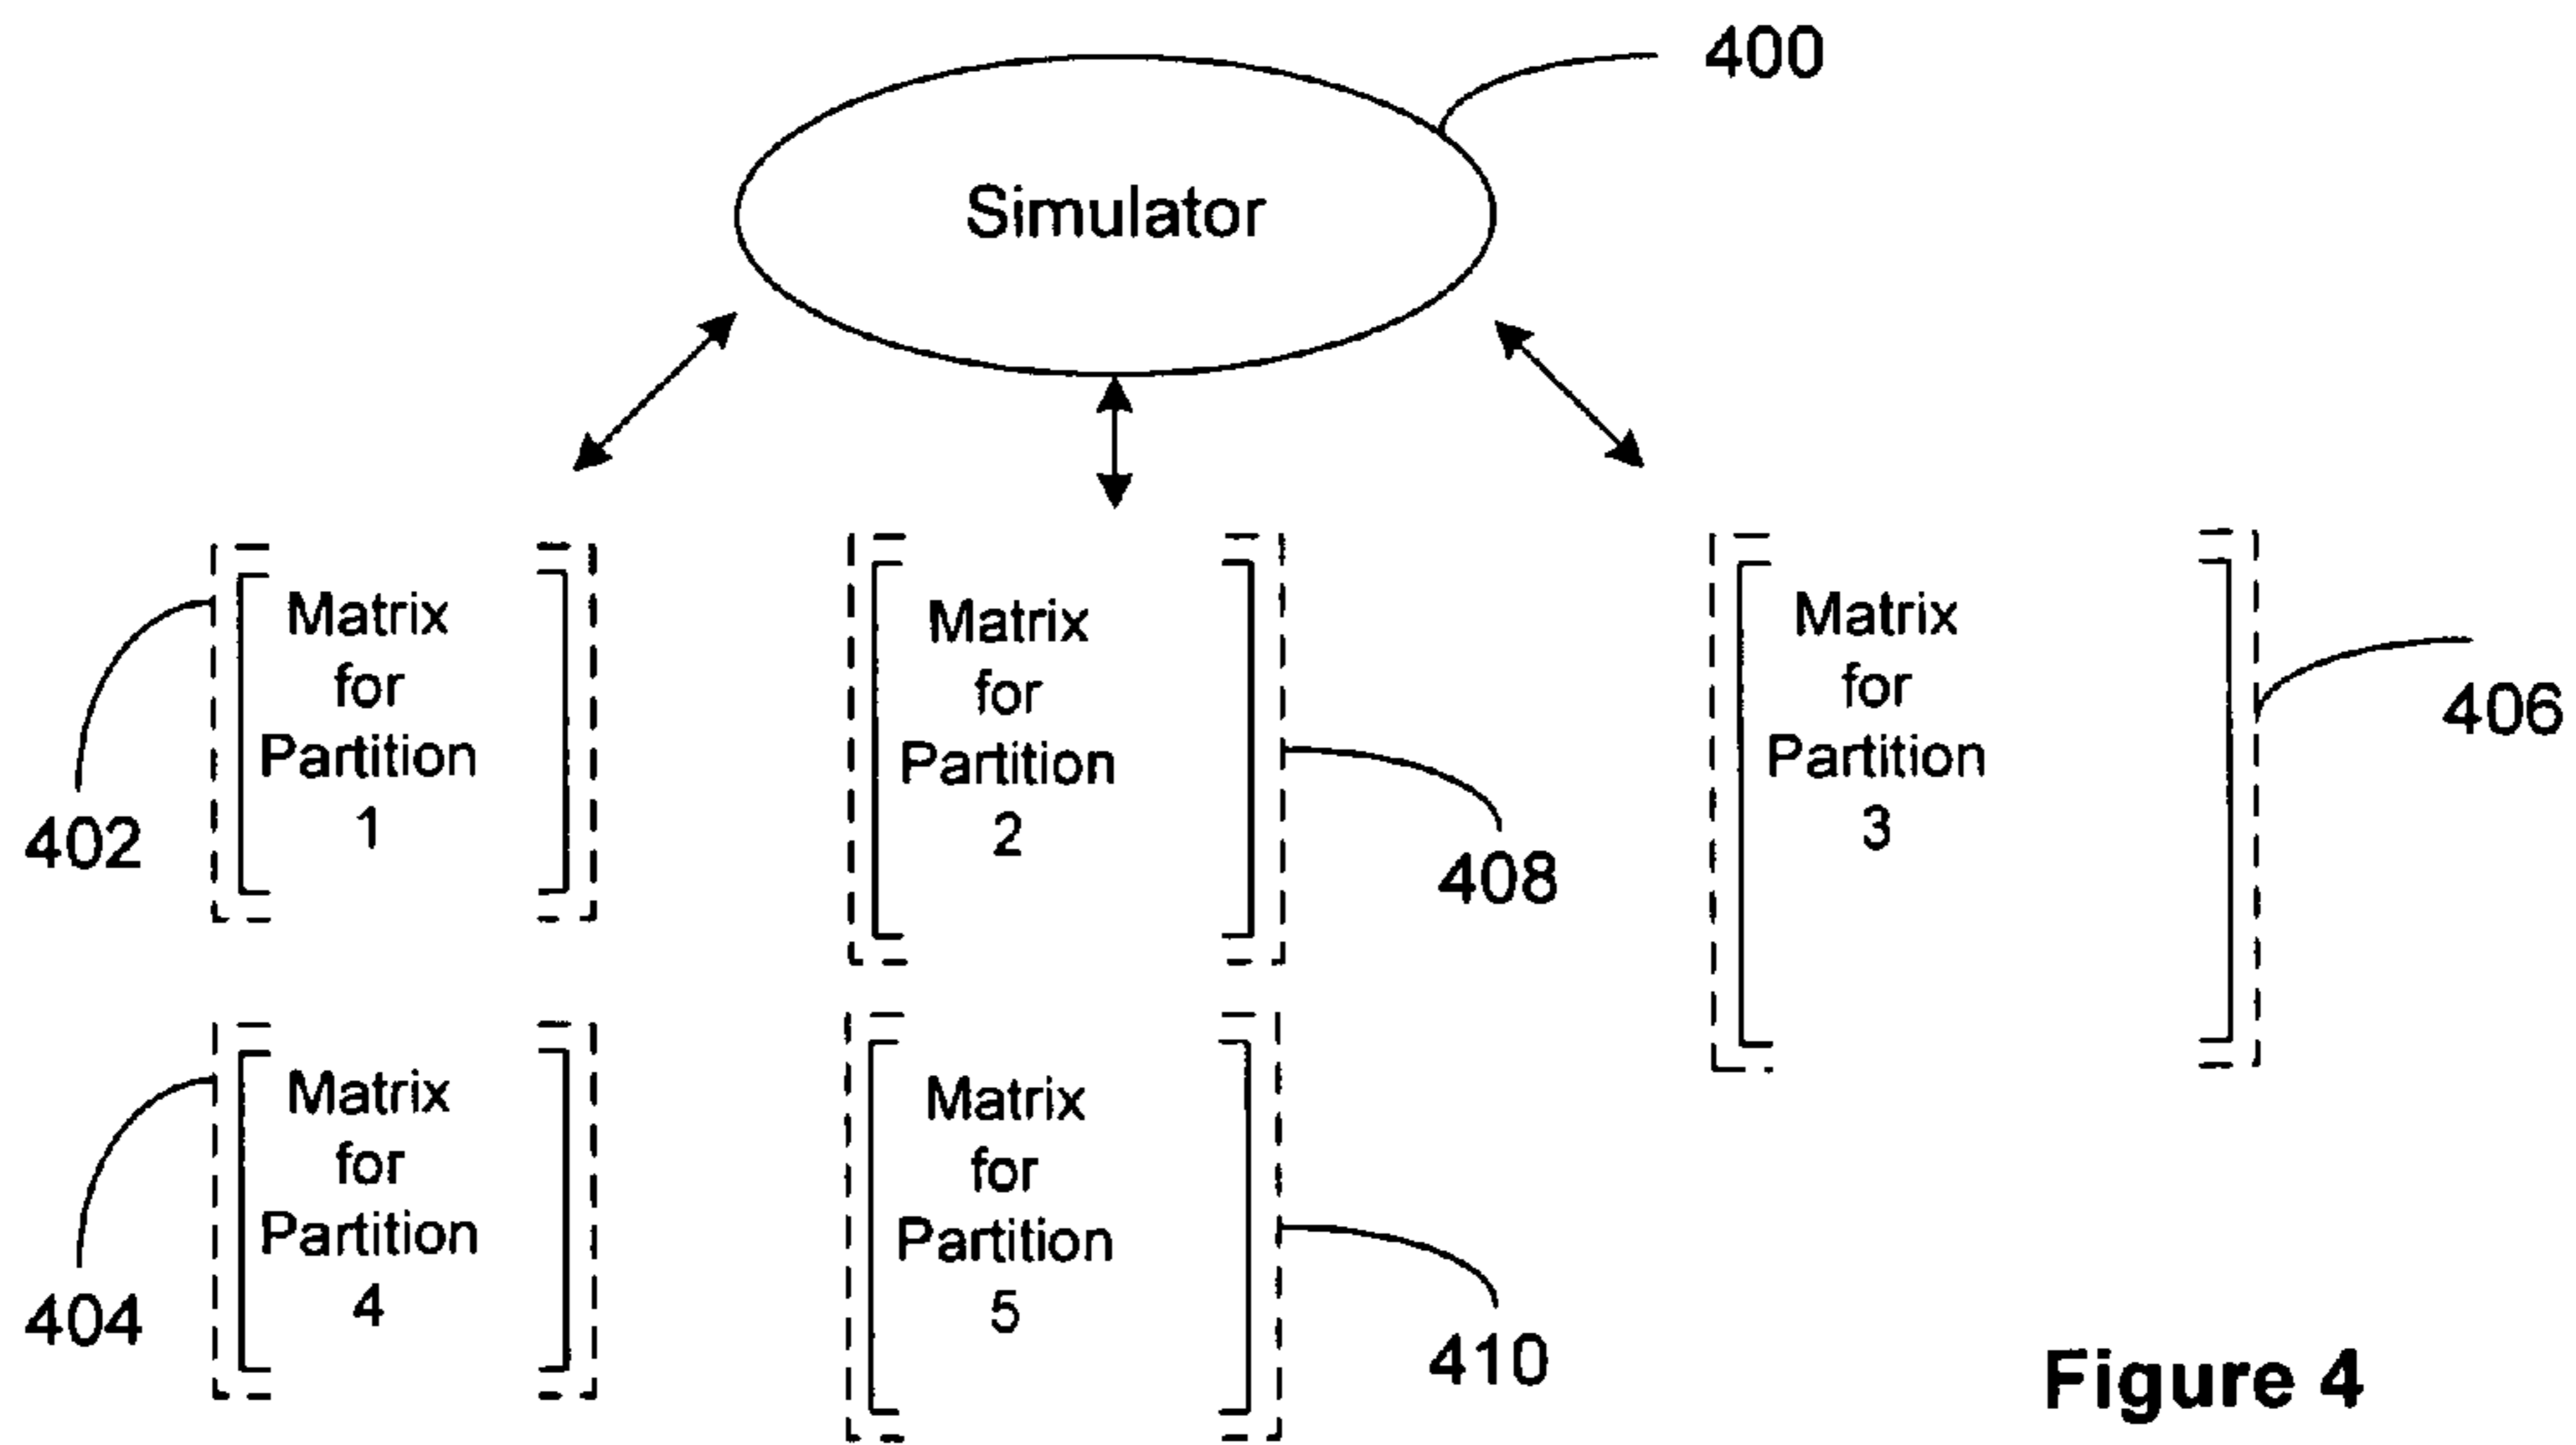 400
Simulator
Matrix
for
Partition
1
402
Matrix
for
Partition
2
408
Matrix
for
Partition
3
406
Matrix
for
Partition
4
404
Matrix
for
Partition
5
410
Figure 4